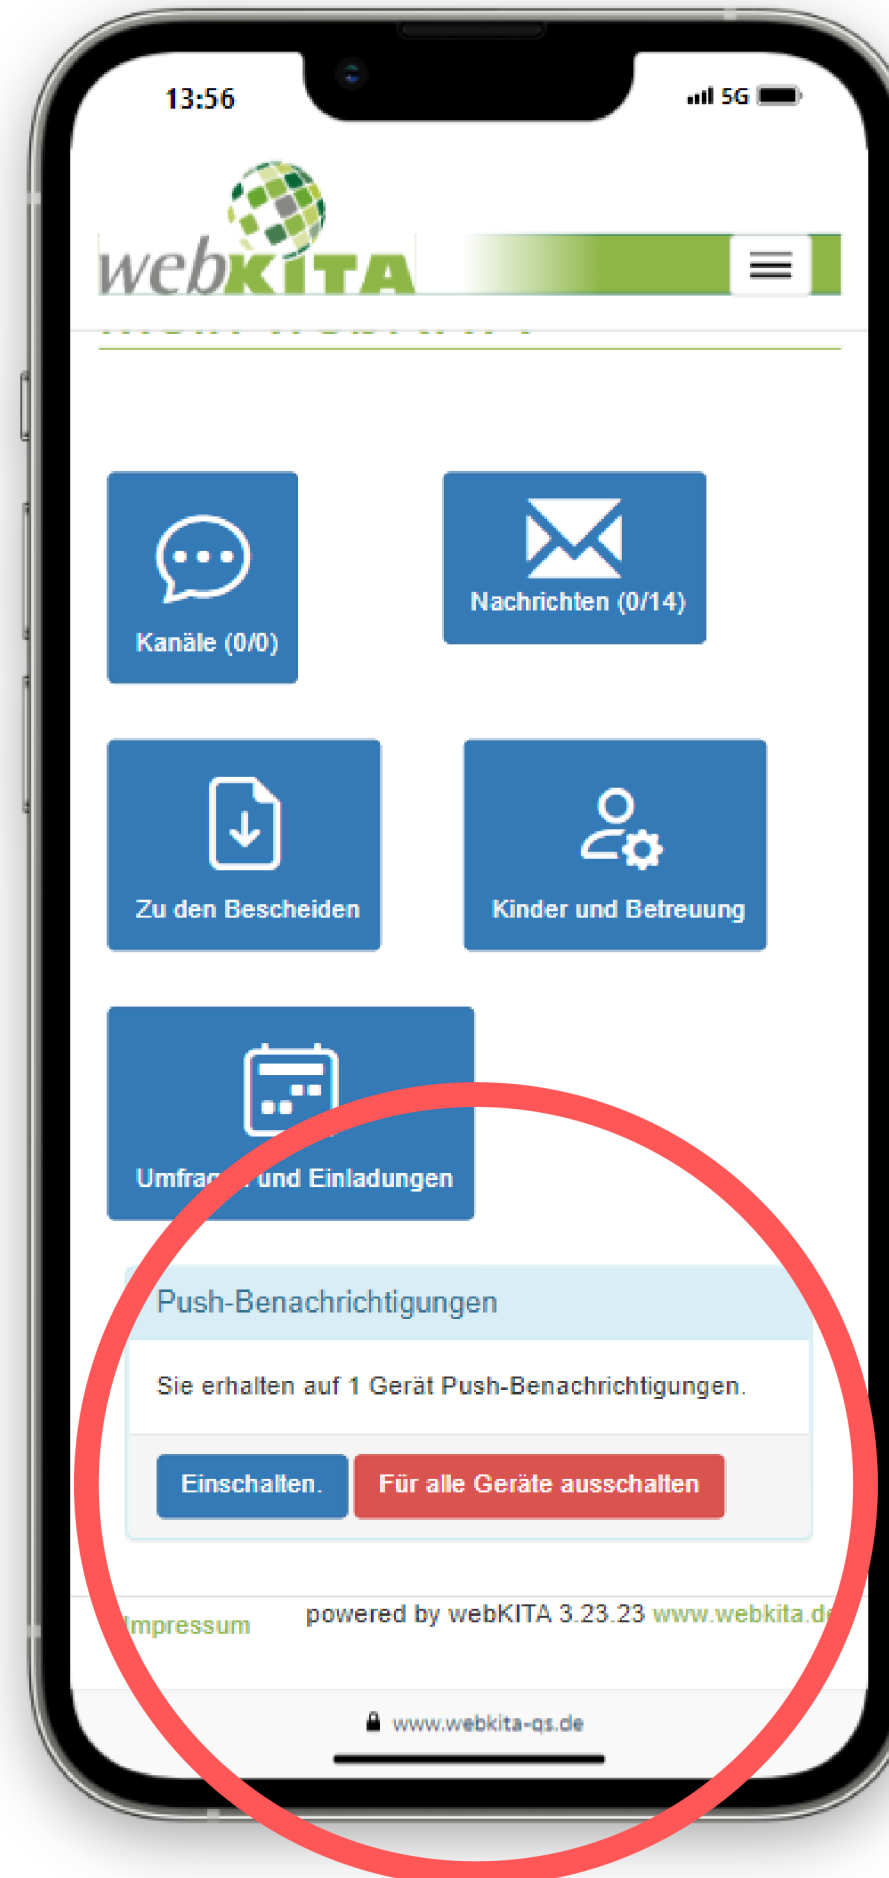 13:56
5G
webKITA
Kanäle (0/0)
Nachrichten (0/14)
Zu den Bescheiden
Kinder und Betreuung
und Einladungen
Push-Benachrichtigungen
Sie erhalten auf 1 Gerät Push-Benachrichtigungen.
Einschalten.
Für alle Geräte ausschalten
Impressum
powered by webKITA 3.23.23 www.webkita.de
www.webkita-qs.de